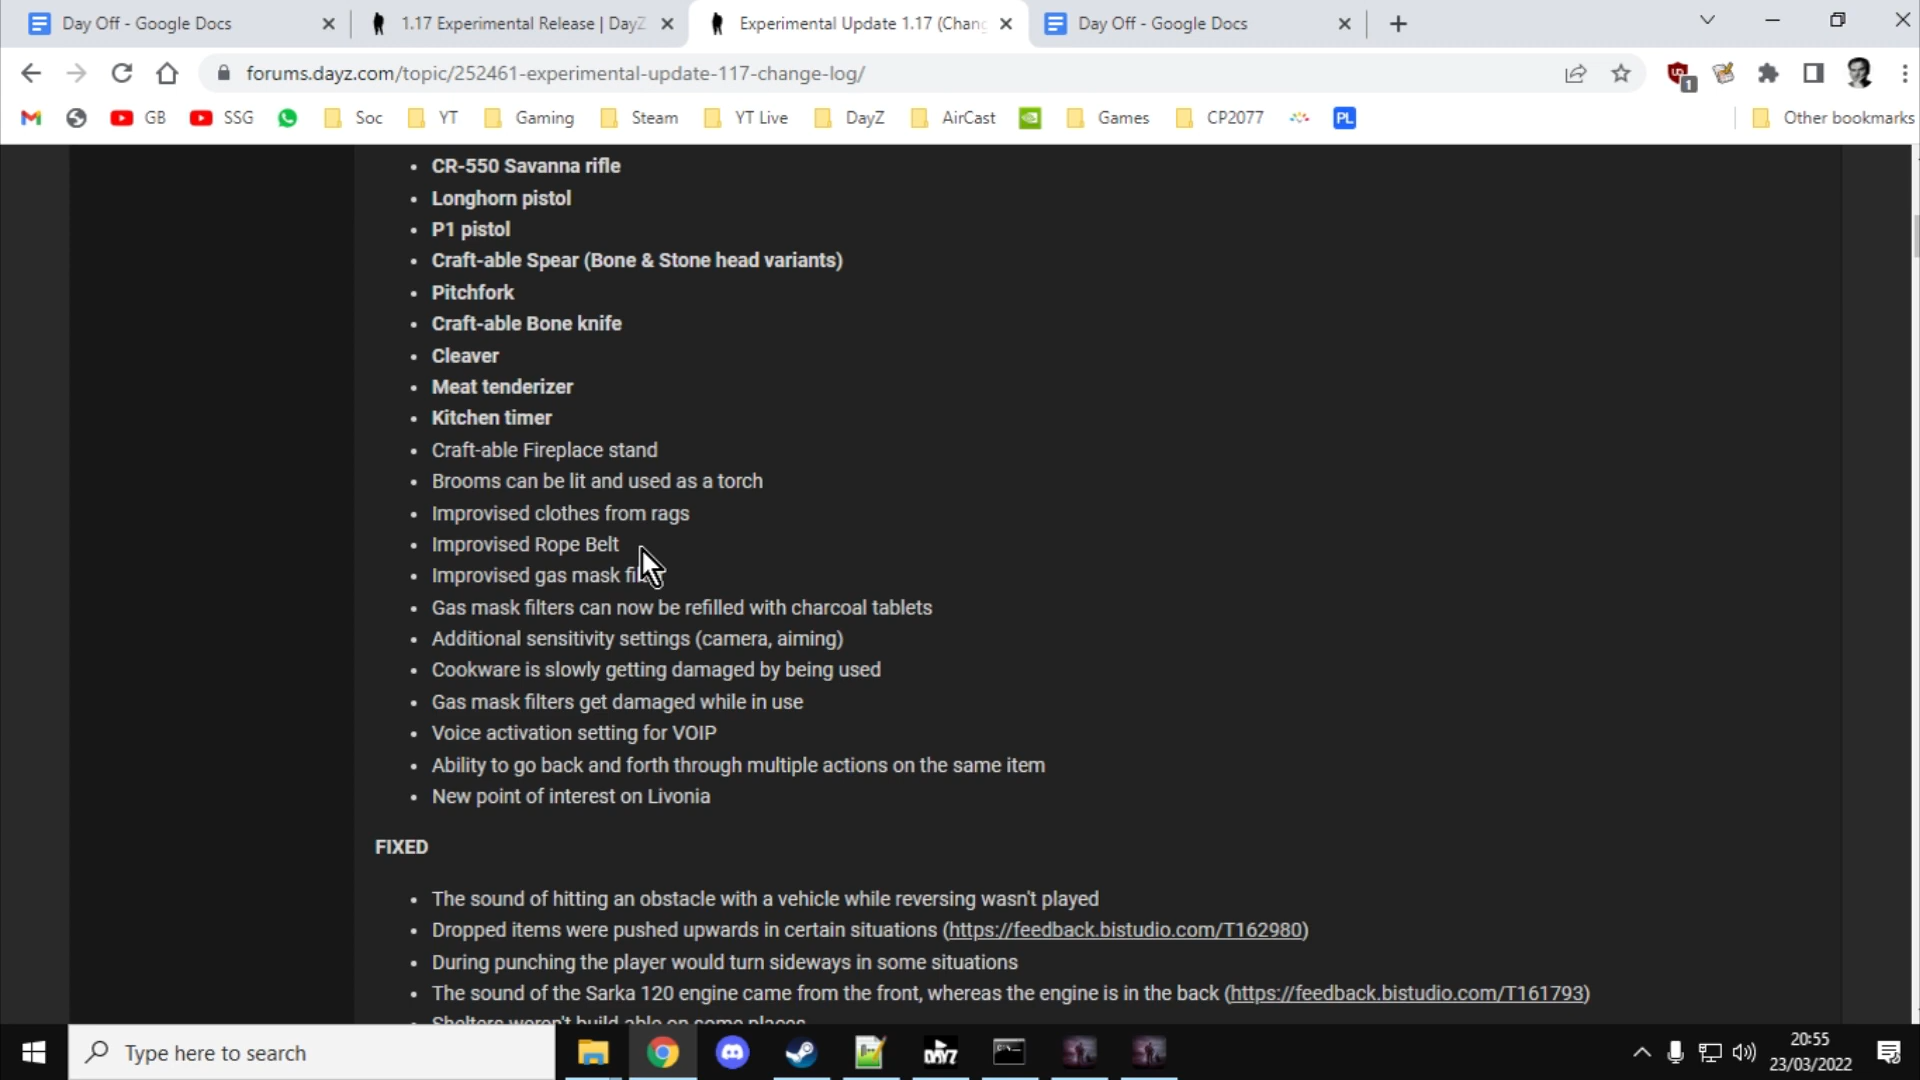 Day Off - Google Docs
1.17 Experimental Release | DayZ
Experimental Update 1.17 (Chang
Day Off - Google Docs
forums.dayz.com/topic/252461-experimental-update-117-change-log/
1
GB
SSG
Soc
YT
Gaming
Steam
YT Live
DayZ
AirCast
Games
CP2077
PL
Other bookmarks
CR-550 Savanna rifle
Longhorn pistol
P1 pistol
Craft-able Spear (Bone & Stone head variants)
Pitchfork
Craft-able Bone knife
Cleaver
Meat tenderizer
Kitchen timer
Craft-able Fireplace stand
Brooms can be lit and used as a torch
Improvised clothes from rags
Improvised Rope Belt
Improvised gas mask
Gas mask filters can now be refilled with charcoal tablets
Additional sensitivity settings (camera, aiming)
Cookware is slowly getting damaged by being used
Gas mask filters get damaged while in use
Voice activation setting for VOIP
Ability to go back and forth through multiple actions on the same item
New point of interest on Livonia
FIXED
The sound of hitting an obstacle with a vehicle while reversing wasn't played
Dropped items were pushed upwards in certain situations (https://feedback.bistudio.com/T162980)
During punching the player would turn sideways in some situations
The sound of the Sarka 120 engine came from the front, whereas the engine is in the back (https://feedback.bistudio.com/T161793)
Shelters weren't build able on some places
Type here to search
DAYZ
20:55
23/03/2022